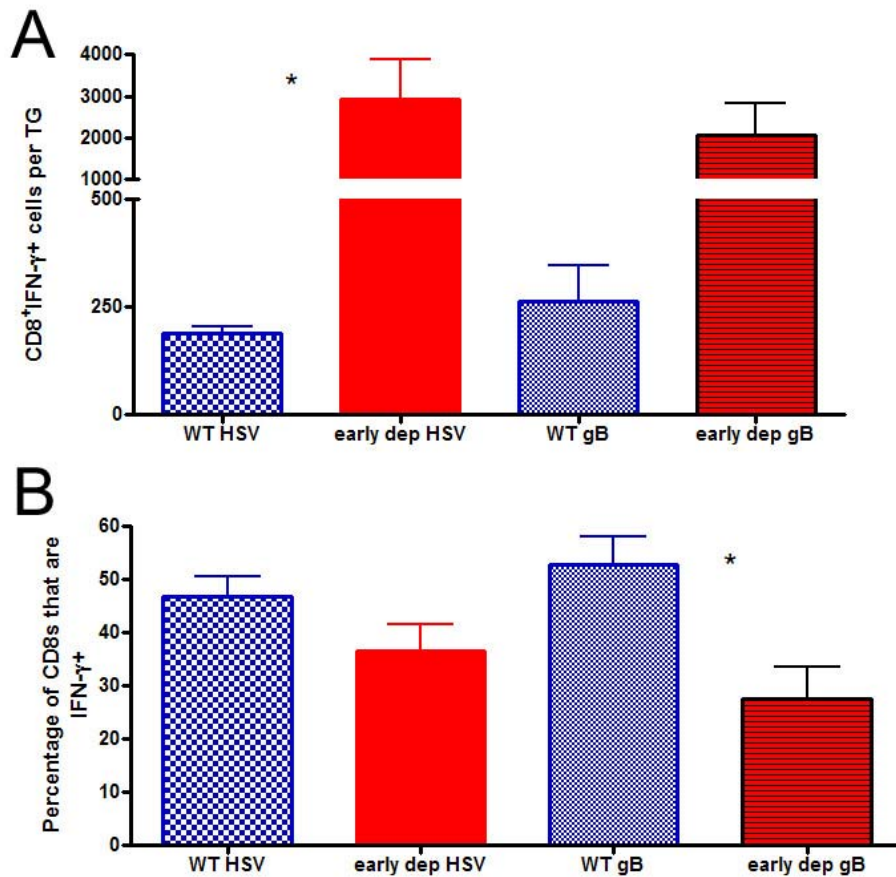 A
CD8+IFN-γ+ cells per TG
4000
3000
2000
1000
500
250
0
*
WT HSV
early dep HSV
WT gB
early dep gB
B
Percentage of CD8s that are
IFN-γ+
60
50
40
30
20
10
0
*
WT HSV
early dep HSV
WT gB
early dep gB